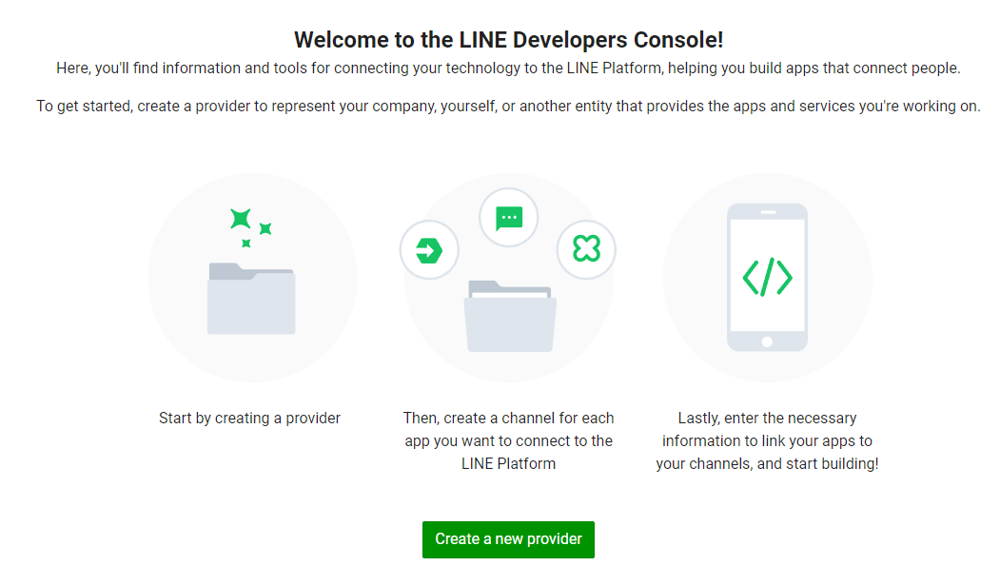 Welcome to the LINE Developers Console!
Here, you'll find information and tools for connecting your technology to the LINE Platform, helping you build apps that connect people.
To get started, create a provider to represent your company, yourself, or another entity that provides the apps and services you're working on.
Start by creating a provider
Then, create a channel for each
app you want to connect to the
LINE Platform
Lastly, enter the necessary
information to link your apps to
your channels, and start building!
Create a new provider